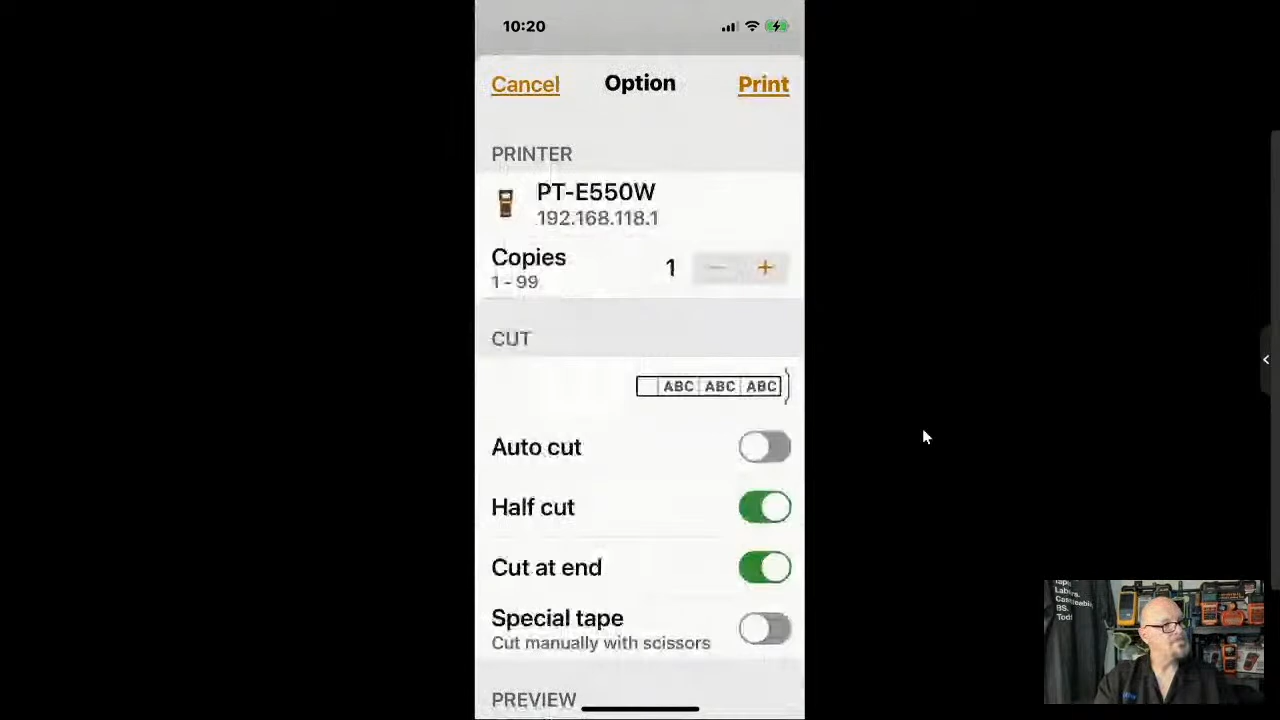 10:20
Cancel Option Print
PRINTER
PT-E550W
192.168.118.1
Copies 1
1 - 99
CUT
ABC ABC ABC
Auto cut
Half cut
Cut at end
Special tape
Cut manually with scissors
PREVIEW
BS.